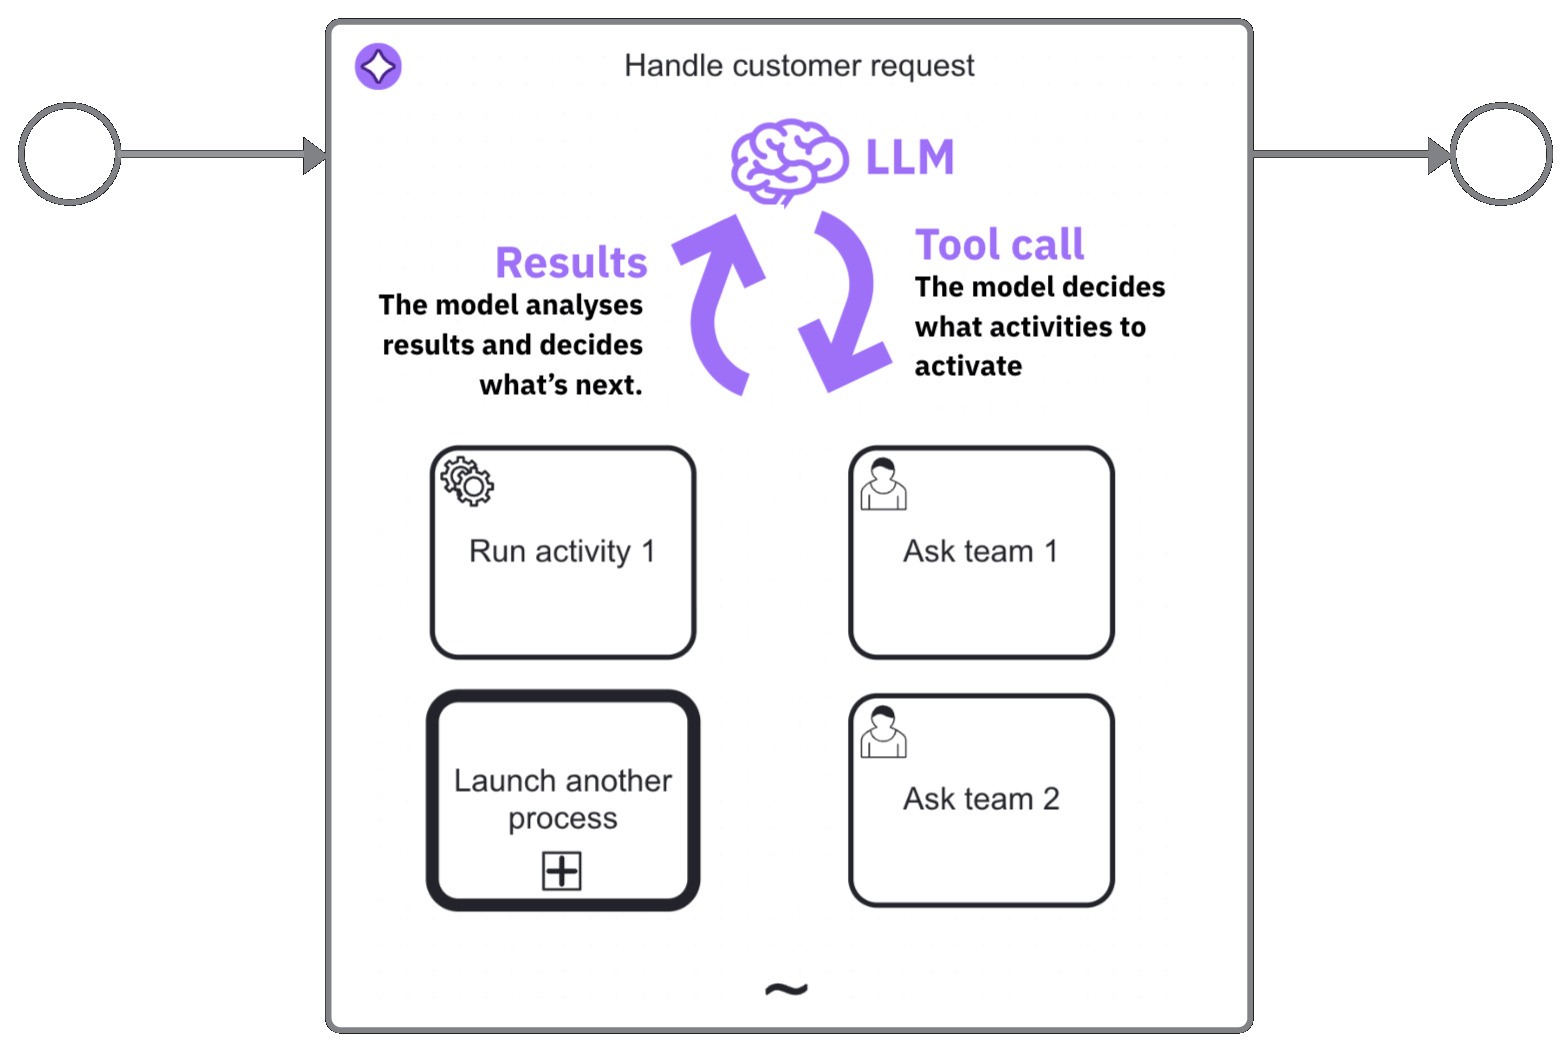 Handle customer request
LLM
Tool call
The model decides
what activities to
activate
Results
The model analyses
results and decides
what's next.
Run activity 1
Ask team 1
Launch another
process
Ask team 2